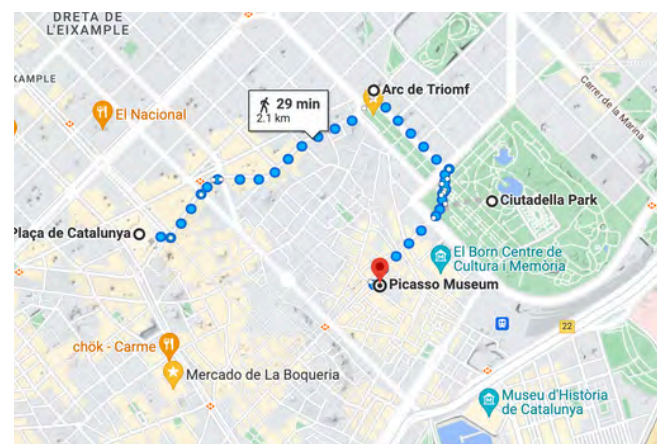 DRETA DE
L'EIXAMPLE
XAMPLE
Arc de Triomf
29 min
2.1 km
El Nacional
Carrer de la Marina
Ciutadella Park
Plaça de Catalunya
El Born Centre de
Cultura i Memòria
Picasso Museum
22
chök - Carme
Mercado de La Boqueria
Museu d'Història
de Catalunya